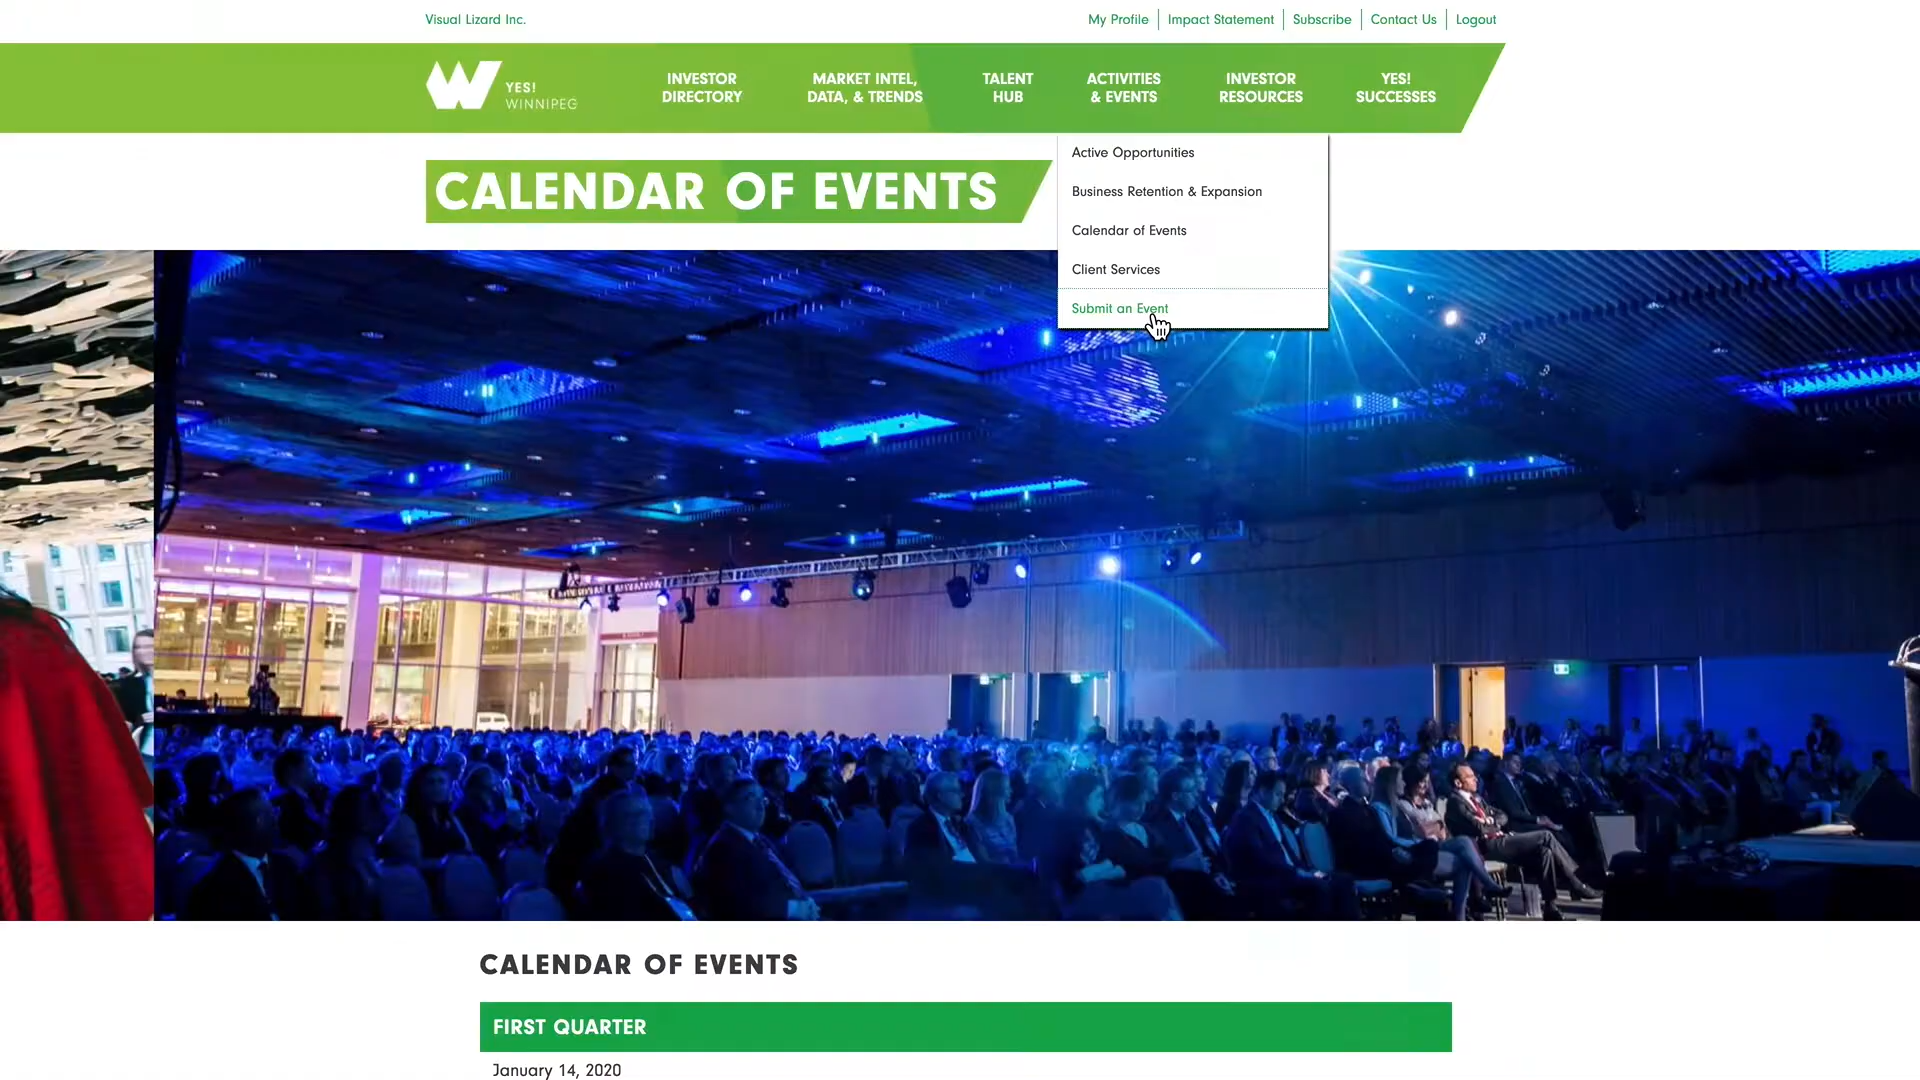 Visual Lizard Inc.
My Profile
Impact Statement
Subscribe
Contact Us
Logout
YES!
WINNIPEG
INVESTOR
DIRECTORY
MARKET INTEL,
DATA, & TRENDS
TALENT
HUB
ACTIVITIES
& EVENTS
INVESTOR
RESOURCES
YES!
SUCCESSES
CALENDAR OF EVENTS
Active Opportunities
Business Retention & Expansion
Calendar of Events
Client Services
Submit an Event
CALENDAR OF EVENTS
FIRST QUARTER
January 14, 2020